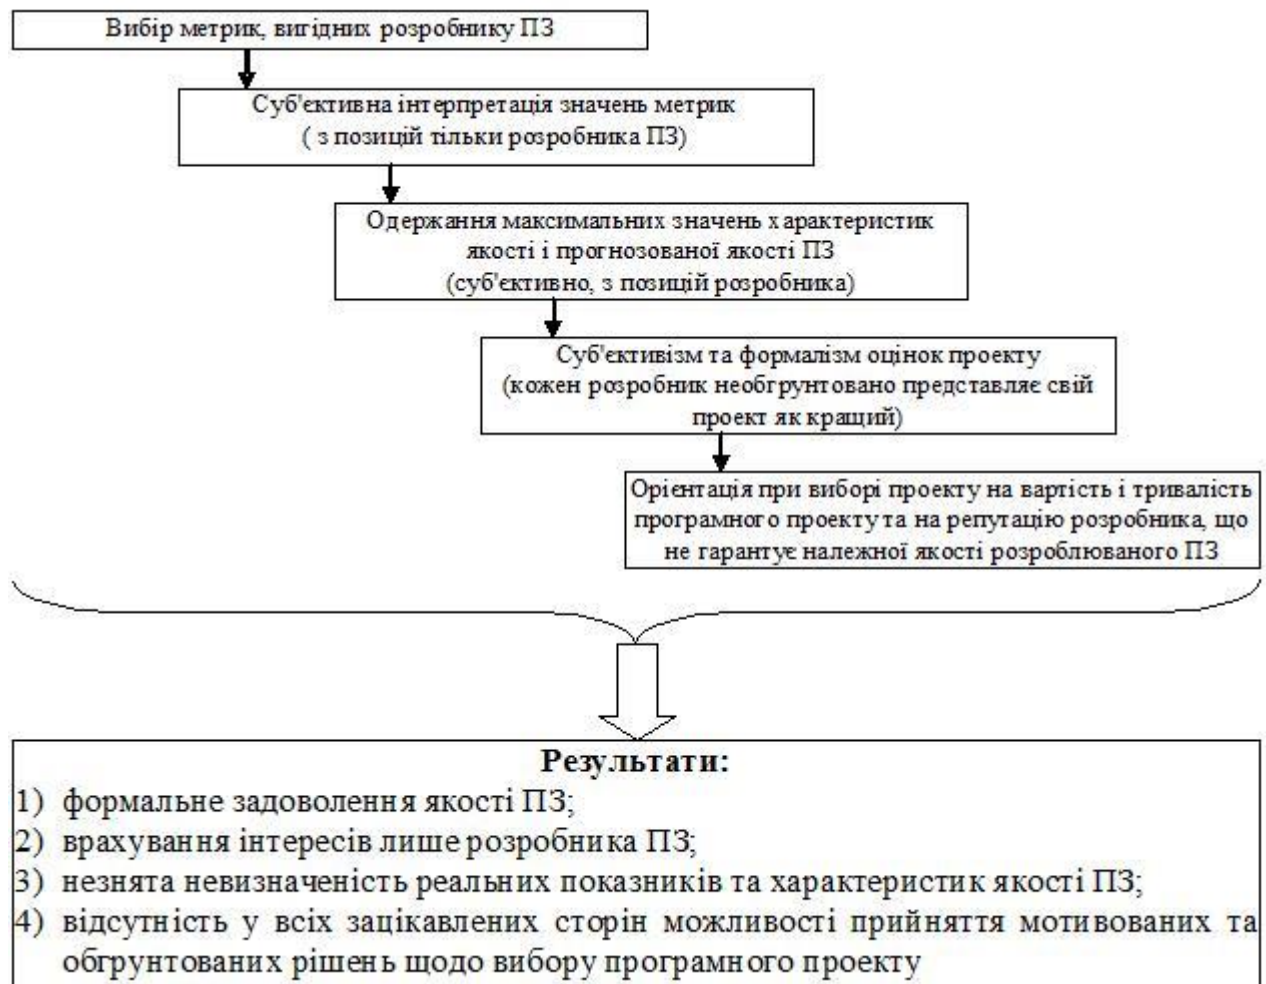 Вибір метрик, вигідних розробнику ПЗ
Суб'єктивна інтерпретація значень метрик
( з позицій тільки розробника ПЗ)
Одержання максимальних значень характеристик
якості і прогнозованої якості ПЗ
(суб'єктивно, з позицій розробника)
Суб'єктивізм та формалізм оцінок проекту
(кожен розробник необгрунтовано представляє свій
проект як кращий)
Орієнтація при виборі проекту на вартість і тривалість
програмного проекту та на репутацію розробника, що
не гарантує належної якості розроблюваного ПЗ
Результати:
1) формальне задоволення якості ПЗ;
2) врахування інтересів лише розробника ПЗ;
3) незнята невизначеність реальних показників та характеристик якості ПЗ;
4) відсутність у всіх зацікавлених сторін можливості прийняття мотивованих та
обгрунтованих рішень щодо вибору програмного проекту